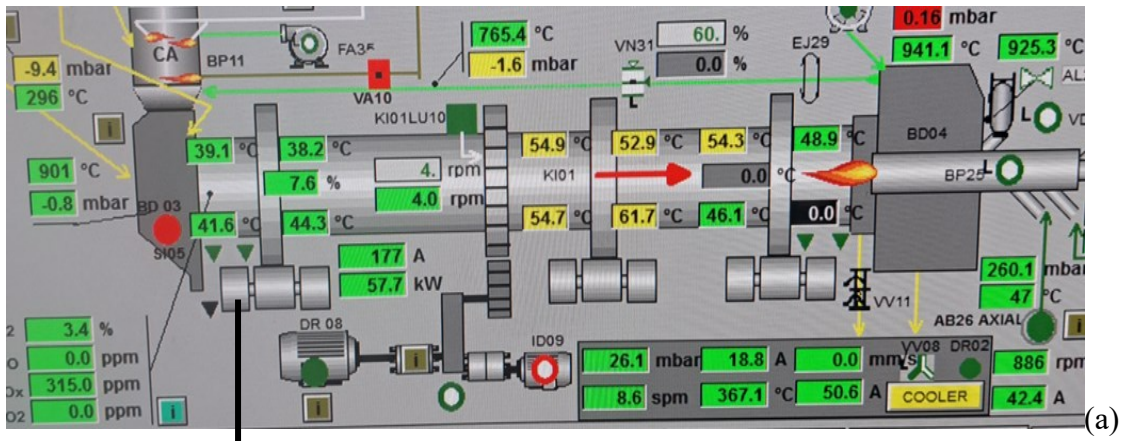 0.16 mbar
765.4 °C
-1.6 mbar
VN31 60. %
0.0 %
EJ29
941.1 °C 925.3 °C
CA
FA35
BP11
-9.4 mbar
296 °C
VA10
KI01LU10
i
BD04
L
39.1 °C 38.2 °C
54.9 °C 52.9 °C 54.3 °C 48.9 °C
901 °C
-0.8 mbar
7.6 %
4. rpm
4.0 rpm
KI01
0.0 °C
BP25 L
BD 03
41.6 °C 44.3 °C
54.7 °C 61.7 °C 46.1 °C 0.0 °C
SI05
177 A
57.7 kW
260.1 mbar
47 °C
VV11
AB26 AXIAL
i
DR 08
ID09
3.4 %
0.0 ppm
315.0 ppm
0.0 ppm
i
i
i
26.1 mbar 18.8 A 0.0 mm/s
VV08 DR02
886 rpm
8.6 spm 367.1 °C 50.6 A
COOLER
42.4 A
(a)